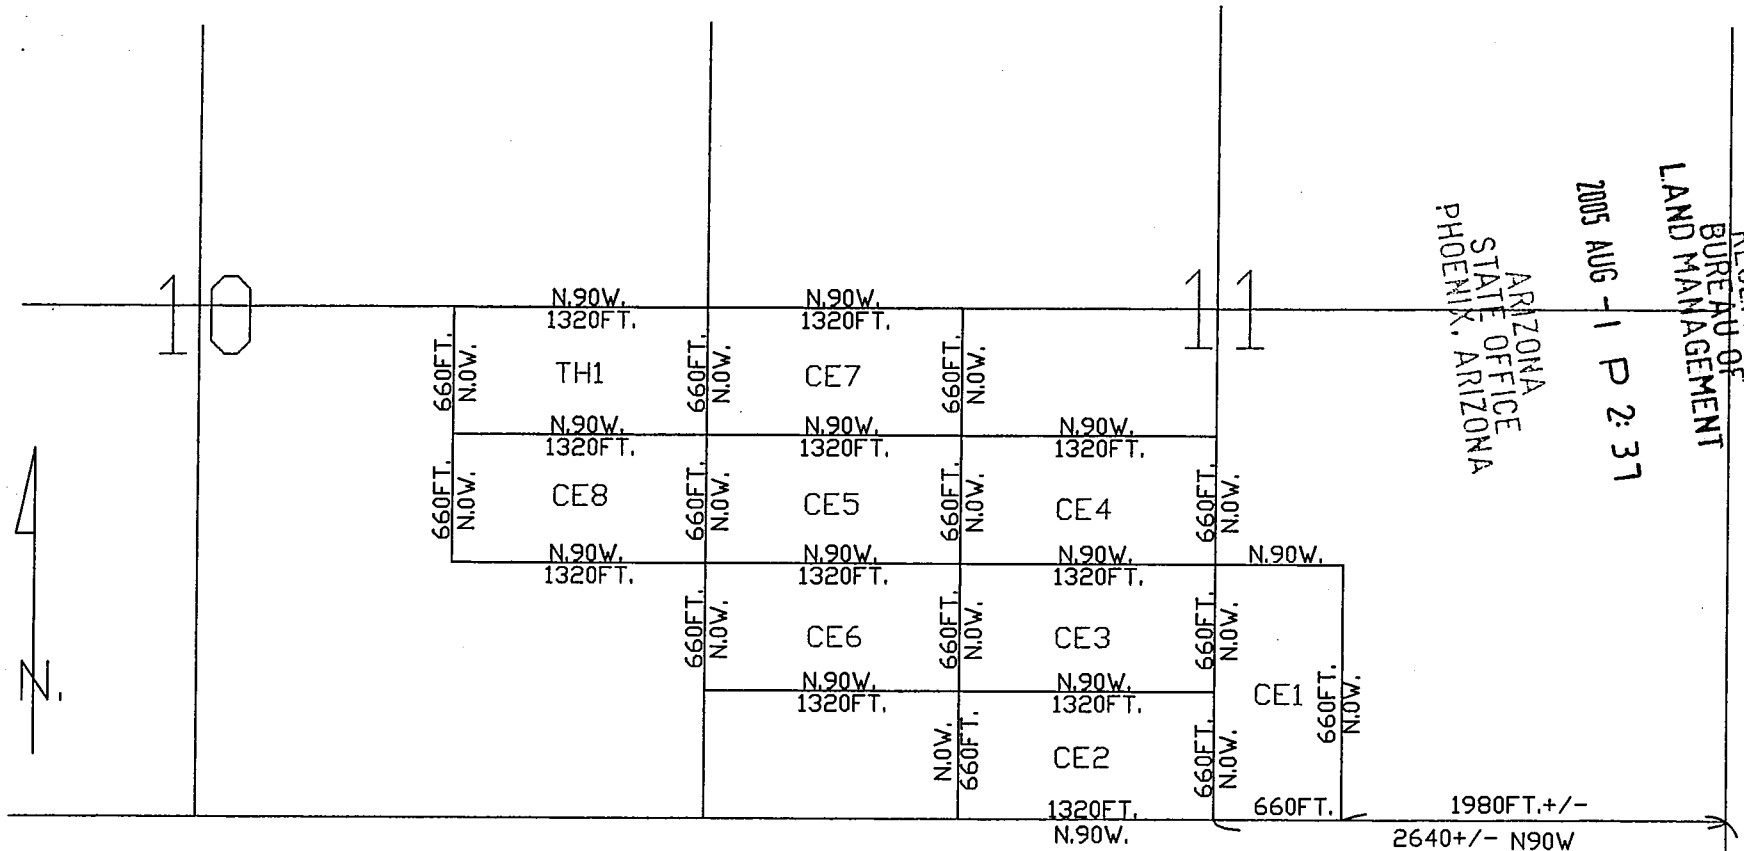 RECEIVED
BUREAU OF
LAND MANAGEMENT
2005 AUG -1 P 2:37
ARIZONA
STATE OFFICE
PHOENIX, ARIZONA
10
11
N.90W.
1320FT.
N.90W.
1320FT.
660FT.
N.0W.
TH1
660FT.
N.0W.
CE7
660FT.
N.0W.
N.90W.
1320FT.
N.90W.
1320FT.
N.90W.
1320FT.
660FT.
N.0W.
CE8
660FT.
N.0W.
CE5
660FT.
N.0W.
CE4
660FT.
N.0W.
N.90W.
1320FT.
N.90W.
1320FT.
N.90W.
1320FT.
N.90W.
660FT.
N.0W.
CE6
660FT.
N.0W.
CE3
660FT.
N.0W.
CE1
660FT.
N.0W.
N.90W.
1320FT.
N.90W.
1320FT.
N.0W.
660FT.
CE2
660FT.
N.0W.
1320FT.
N.90W.
660FT.
1980FT.+/-
2640+/- N90W
N.